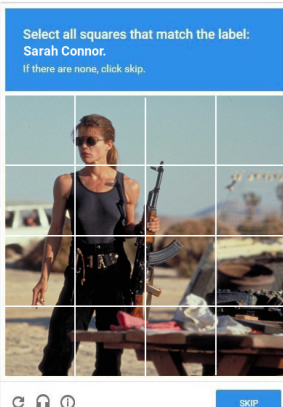 Select all squares that match the label:
Sarah Connor.
If there are none, click skip.
SKIP